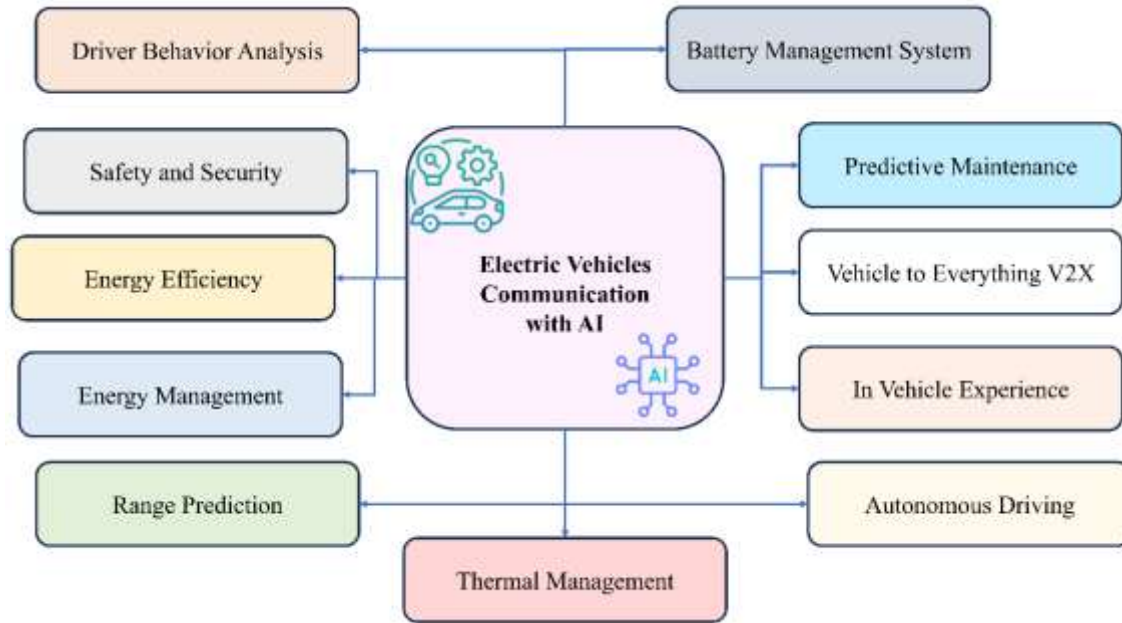 Driver Behavior Analysis
Battery Management System
Safety and Security
Predictive Maintenance
Energy Efficiency
Electric Vehicles
Communication
with AI
Vehicle to Everything V2X
AI
Energy Management
In Vehicle Experience
Range Prediction
Autonomous Driving
Thermal Management